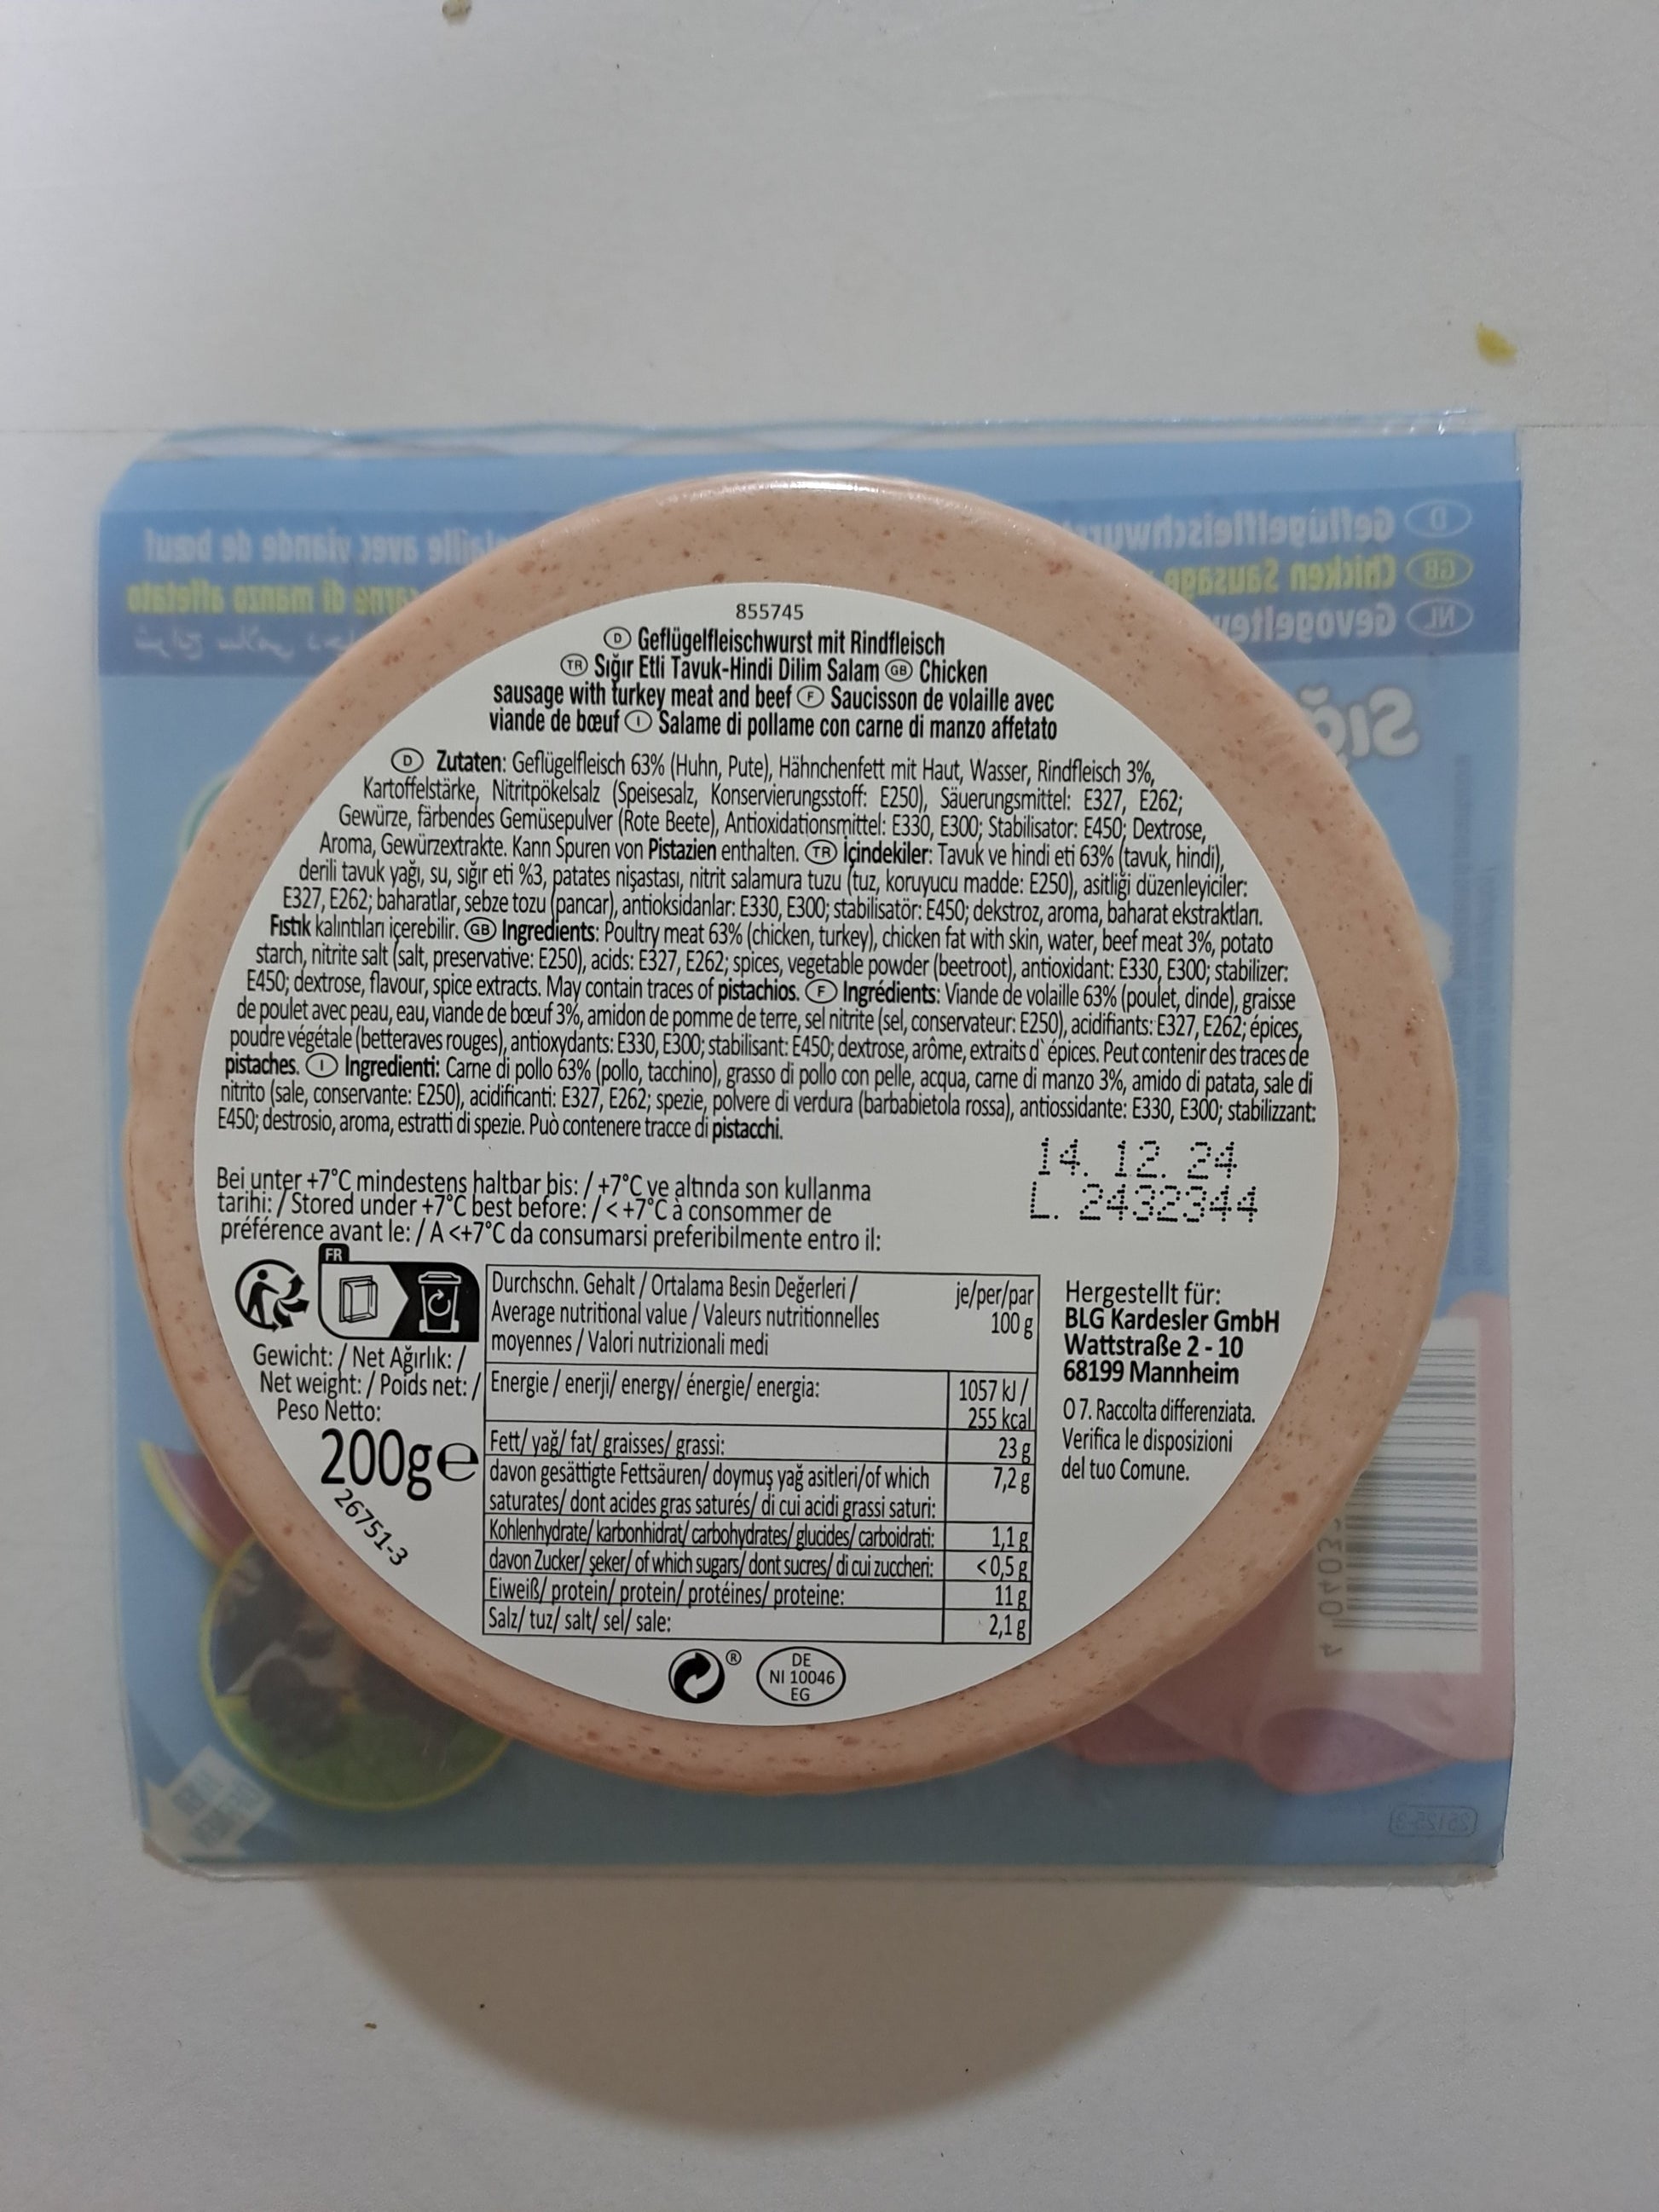 855745
D Geflügelfleischwurst mit Rindfleisch
TR Sığır Etli Tavuk-Hindi Dilim Salam GB Chicken
sausage with turkey meat and beef F Saucisson de volaille avec
viande de bœuf I Salame di pollame con carne di manzo affetato
D Zutaten: Geflügelfleisch 63% (Huhn, Pute), Hähnchenfett mit Haut, Wasser, Rindfleisch 3%,
Kartoffelstärke, Nitritpökelsalz (Speisesalz, Konservierungsstoff: E250), Säuerungsmittel: E327, E262;
Gewürze, färbendes Gemüsepulver (Rote Beete), Antioxidationsmittel: E330, E300; Stabilisator: E450; Dextrose,
Aroma, Gewürzextrakte. Kann Spuren von Pistazien enthalten. TR İçindekiler: Tavuk ve hindi eti 63% (tavuk, hindi),
derili tavuk yağı, su, sığır eti %3, patates nişastası, nitrit salamura tuzu (tuz, koruyucu madde: E250), asitliği düzenleyiciler:
E327, E262; baharatlar, sebze tozu (pancar), antioksidanlar: E330, E300; stabilisatör: E450; dekstroz, aroma, baharat ekstraktları.
Fıstık kalıntıları içerebilir. GB Ingredients: Poultry meat 63% (chicken, turkey), chicken fat with skin, water, beef meat 3%, potato
starch, nitrite salt (salt, preservative: E250), acids: E327, E262; spices, vegetable powder (beetroot), antioxidant: E330, E300; stabilizer:
E450; dextrose, flavour, spice extracts. May contain traces of pistachios. F Ingrédients: Viande de volaille 63% (poulet, dinde), graisse
de poulet avec peau, eau, viande de bœuf 3%, amidon de pomme de terre, sel nitrite (sel, conservateur: E250), acidifiants: E327, E262; épices,
poudre végétale (betteraves rouges), antioxydants: E330, E300; stabilisant: E450; dextrose, arôme, extraits d` épices. Peut contenir des traces de
pistaches. I Ingredienti: Carne di pollo 63% (pollo, tacchino), grasso di pollo con pelle, acqua, carne di manzo 3%, amido di patata, sale di
nitrito (sale, conservante: E250), acidificanti: E327, E262; spezie, polvere di verdura (barbabietola rossa), antiossidante: E330, E300; stabilizzant:
E450; destrosio, aroma, estratti di spezie. Può contenere tracce di pistacchi.
14. 12. 24
L. 2432344
Bei unter +7°C mindestens haltbar bis: / +7°C ve altında son kullanma
tarihi: / Stored under +7°C best before: / < +7°C à consommer de
préférence avant le: / A <+7°C da consumarsi preferibilmente entro il:
FR
Gewicht: / Net Ağırlık: /
Net weight: / Poids net: /
Peso Netto:
200g e
26751-3
Durchschn. Gehalt / Ortalama Besin Değerleri / je/per/par
Average nutritional value / Valeurs nutritionnelles 100 g
moyennes / Valori nutrizionali medi
Energie / enerji/ energy/ énergie/ energia: 1057 kJ /
255 kcal
Fett/ yağ/ fat/ graisses/ grassi: 23 g
davon gesättigte Fettsäuren/ doymuş yağ asitleri/of which 7,2 g
saturates/ dont acides gras saturés/ di cui acidi grassi saturi:
Kohlenhydrate/ karbonhidrat/ carbohydrates/ glucides/ carboidrati: 1,1 g
davon Zucker/ şeker/ of which sugars/ dont sucres/ di cui zuccheri: <0,5 g
Eiweiß/ protein/ protein/ protéines/ proteine: 11 g
Salz/ tuz/ salt/ sel/ sale: 2,1 g
Hergestellt für:
BLG Kardesler GmbH
Wattstraße 2 - 10
68199 Mannheim
O 7. Raccolta differenziata.
Verifica le disposizioni
del tuo Comune.
®
DE
NI 10046
EG
D Geflügelfleischwurst
GB Chicken Sausage
NL
viande de bœuf
carne di manzo affetato
25125-3